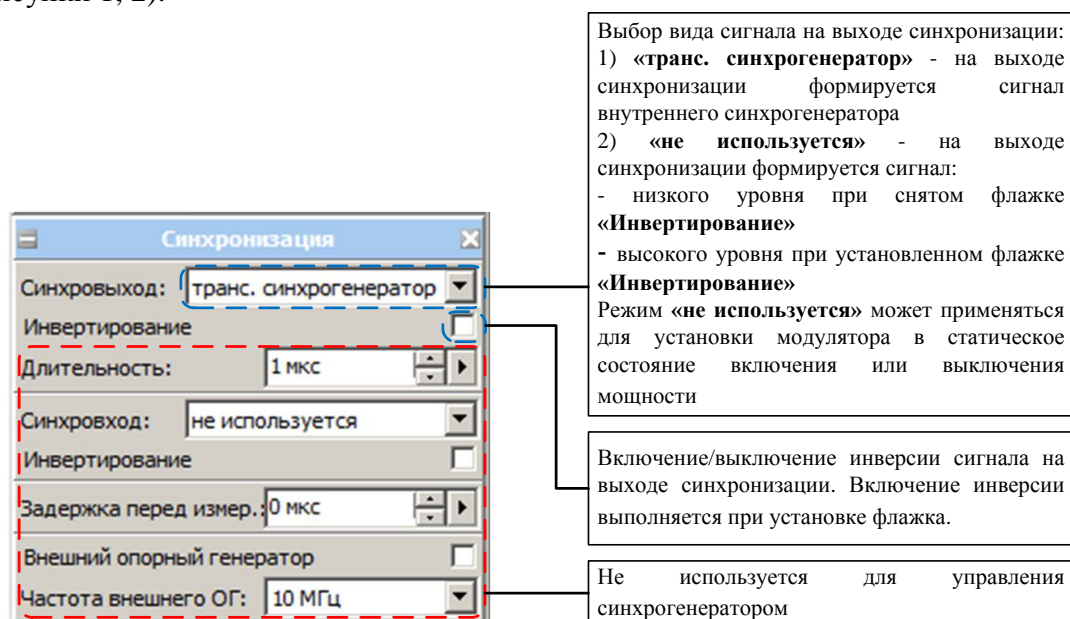 исунки 1, 2).
Выбор вида сигнала на выходе синхронизации:
1) «транс. синхрогенератор» - на выходе
синхронизации формируется сигнал
внутреннего синхрогенератора
2) «не используется» - на выходе
синхронизации формируется сигнал:
- низкого уровня при снятом флажке
«Инвертирование»
- высокого уровня при установленном флажке
«Инвертирование»
Режим «не используется» может применяться
для установки модулятора в статическое
состояние включения или выключения
мощности
Синхронизация
Синхровыход: транс. синхрогенератор
Инвертирование
Длительность: 1 мкс
Синхровход: не используется
Инвертирование
Задержка перед измер.: 0 мкс
Внешний опорный генератор
Частота внешнего ОГ: 10 МГц
Включение/выключение инверсии сигнала на
выходе синхронизации. Включение инверсии
выполняется при установке флажка.
Не используется для управления
синхрогенератором